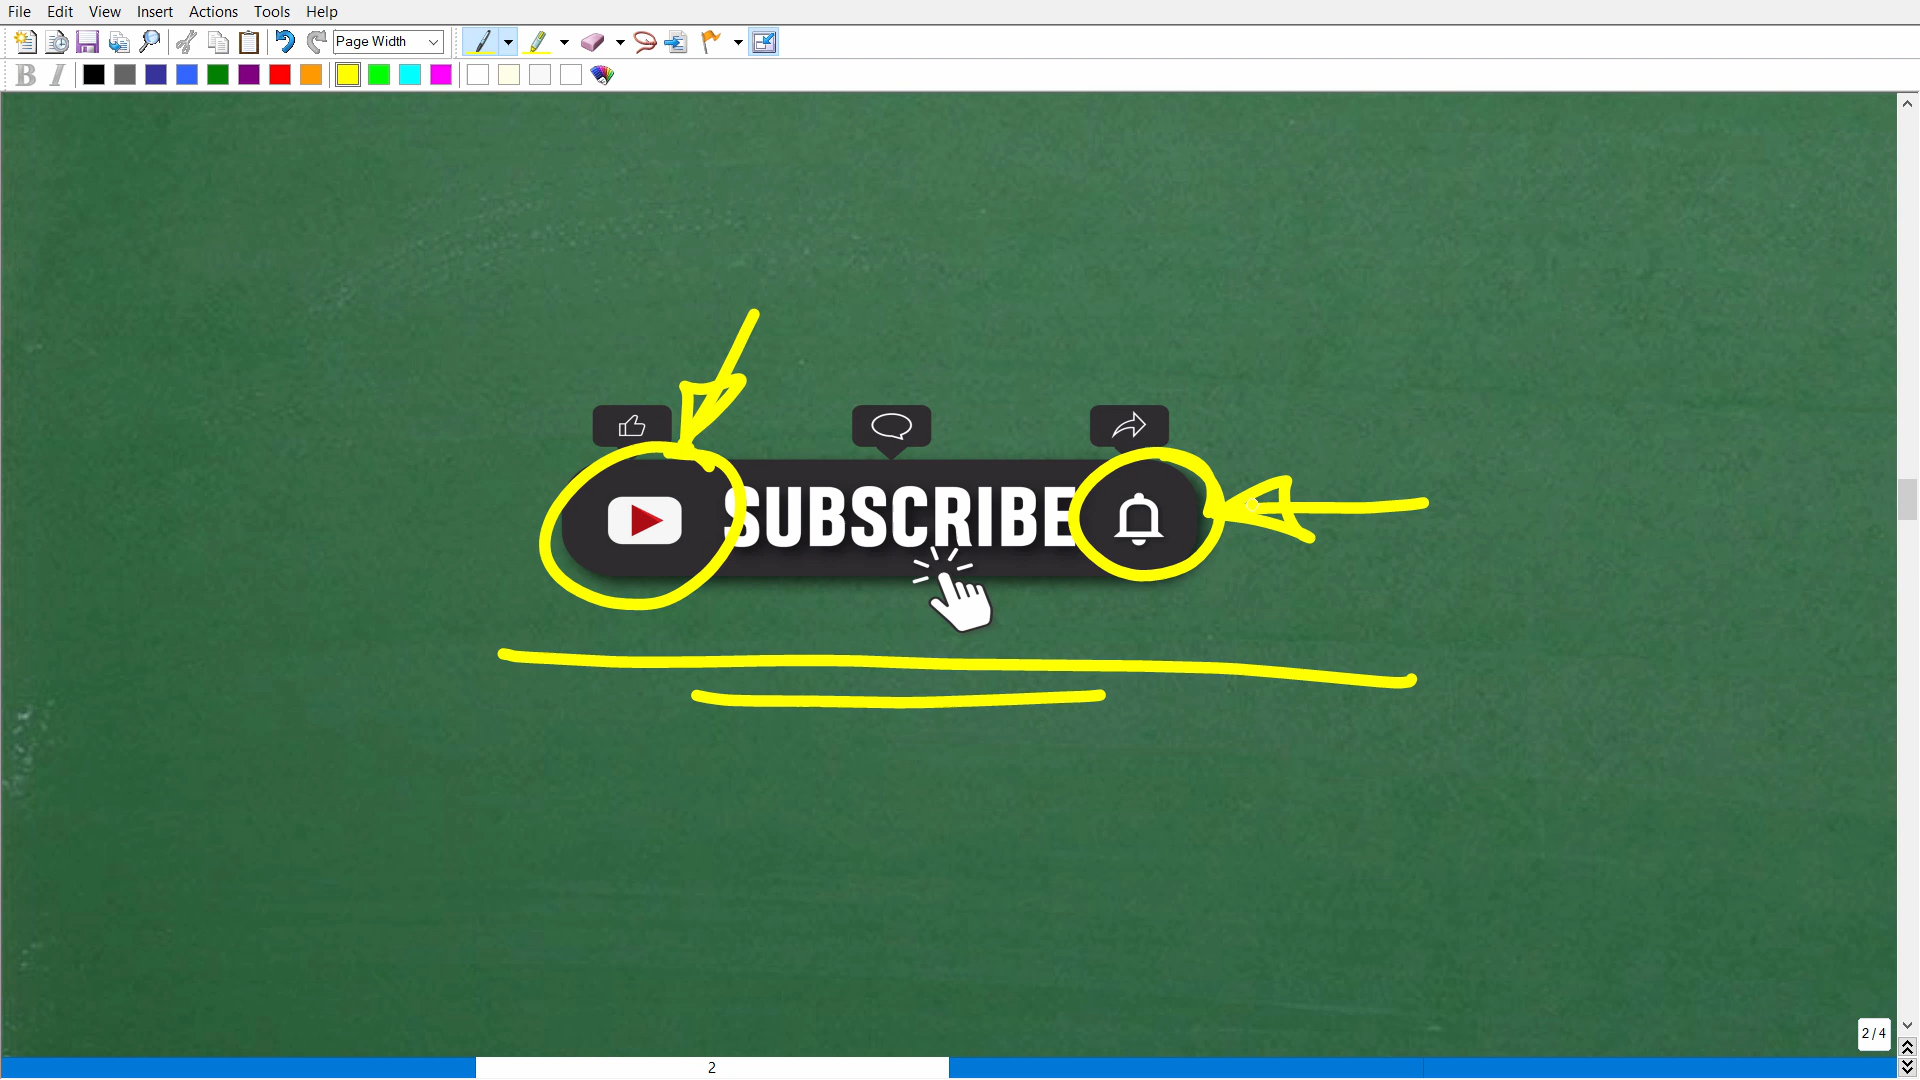 File Edit View Insert Actions Tools Help
Page Width
B I
SUBSCRIBE
2 / 4
2